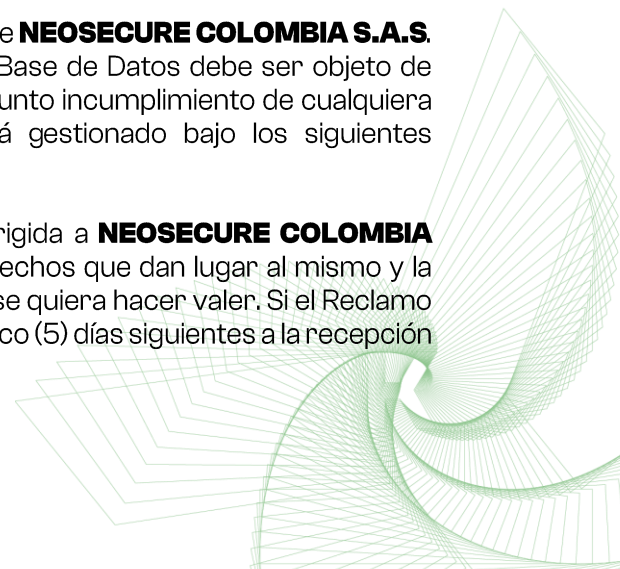 e NEOSECURE COLOMBIA S.A.S.
Base de Datos debe ser objeto de
unto incumplimiento de cualquiera
á gestionado bajo los siguientes
rigida a NEOSECURE COLOMBIA
echos que dan lugar al mismo y la
se quiera hacer valer. Si el Reclamo
co (5) días siguientes a la recepción